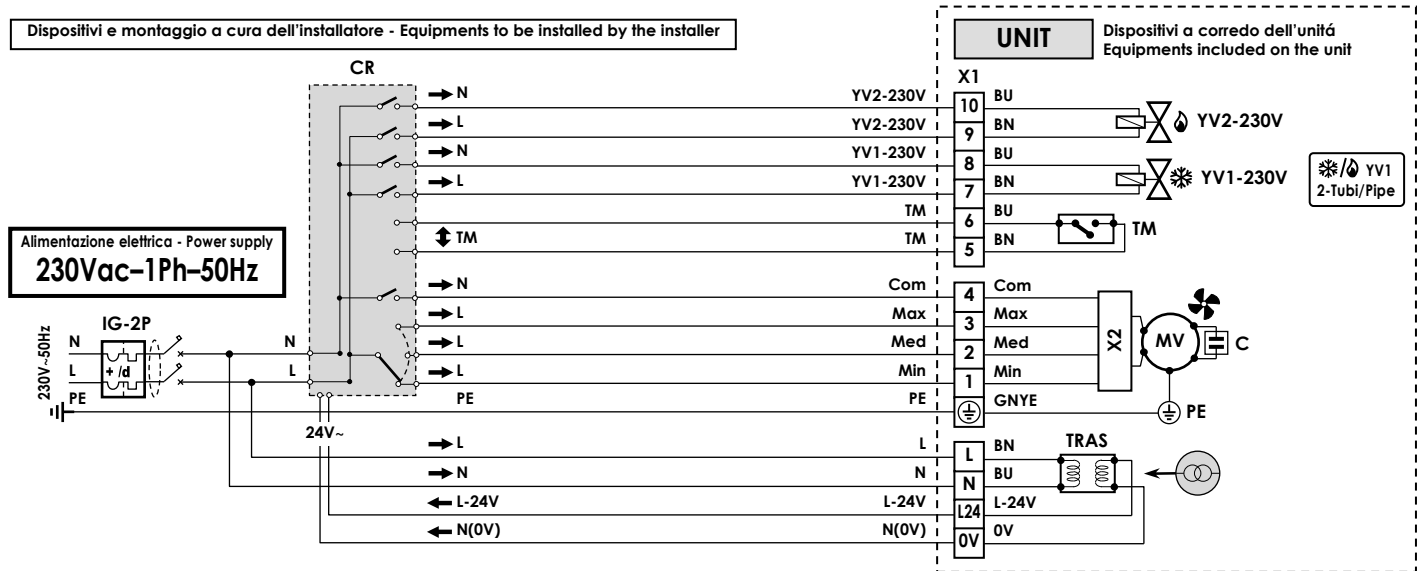 Dispositivi e montaggio a cura dell'installatore - Equipments to be installed by the installer
UNIT
Dispositivi a corredo dell'unitá
Equipments included on the unit
CR
X1
N
YV2-230V
10
BU
L
YV2-230V
9
BN
YV2-230V
N
YV1-230V
8
BU
L
YV1-230V
7
BN
YV1-230V
/ YV1
2-Tubi/Pipe
TM
6
BU
TM
TM
TM
5
BN
Alimentazione elettrica - Power supply
230Vac–1Ph–50Hz
N
Com
4
Com
L
Max
3
Max
L
Med
2
Med
L
Min
1
Min
X2
MV
C
IG-2P
230V~50Hz
N
L
+ /d
N
L
PE
PE
PE
GNYE
PE
24V~
L
L
L
BN
TRAS
N
N
N
BU
L-24V
L-24V
L24
L-24V
N(0V)
N(0V)
0V
0V